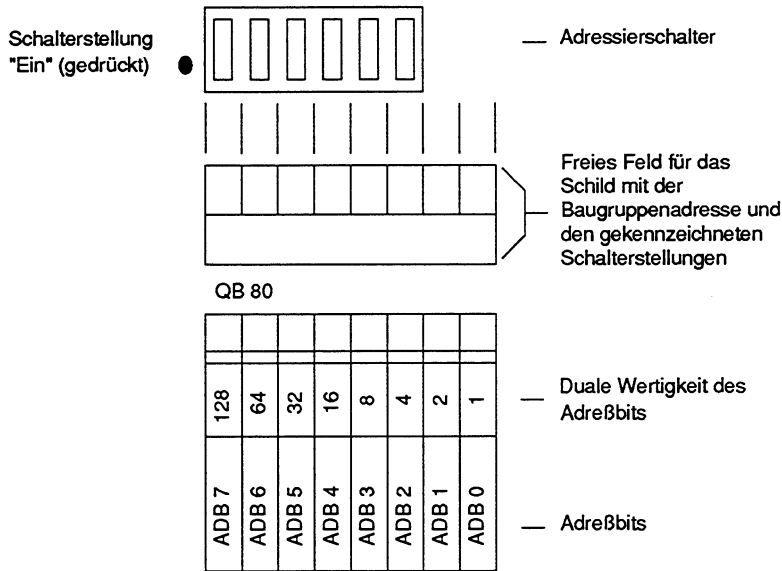 Schalterstellung
"Ein" (gedrückt)
Adressierschalter
Freies Feld für das
Schild mit der
Baugruppenadresse und
den gekennzeichneten
Schalterstellungen
QB 80
128 64 32 16 8 4 2 1
Duale Wertigkeit des
Adreßbits
ADB 7 ADB 6 ADB 5 ADB 4 ADB 3 ADB 2 ADB 1 ADB 0
Adreßbits